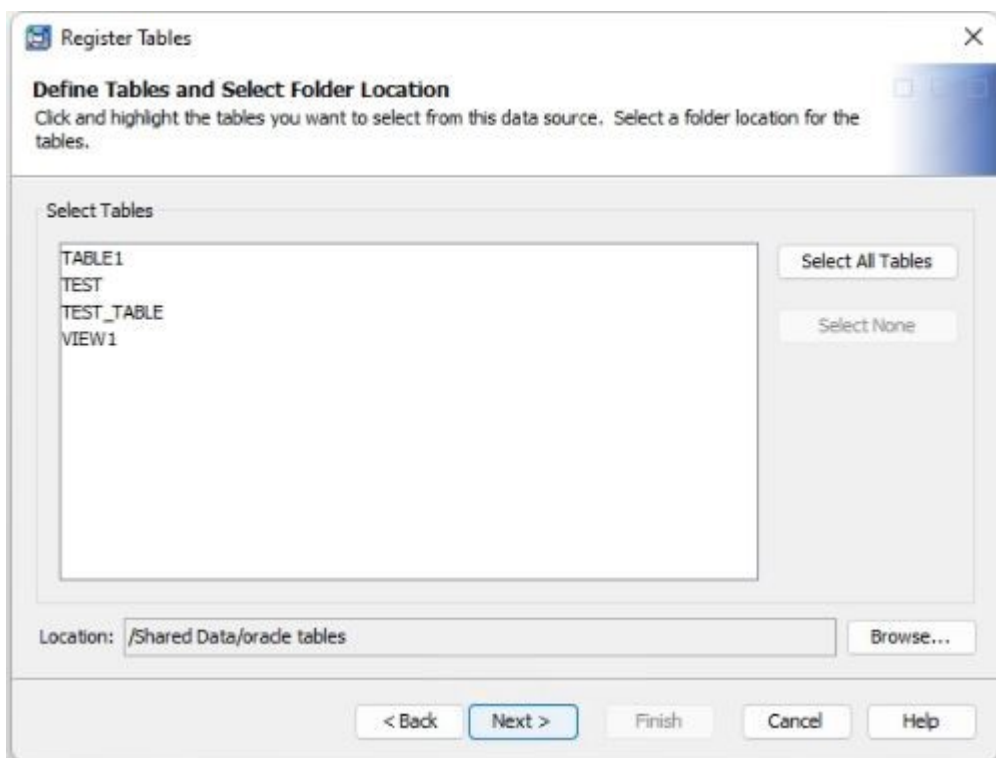 Register Tables
Define Tables and Select Folder Location
Click and highlight the tables you want to select from this data source. Select a folder location for the
tables.
Select Tables
TABLE1
TEST
TEST_TABLE
VIEW1
Select All Tables
Select None
Location: /Shared Data/oracle tables Browse...
< Back Next > Finish Cancel Help